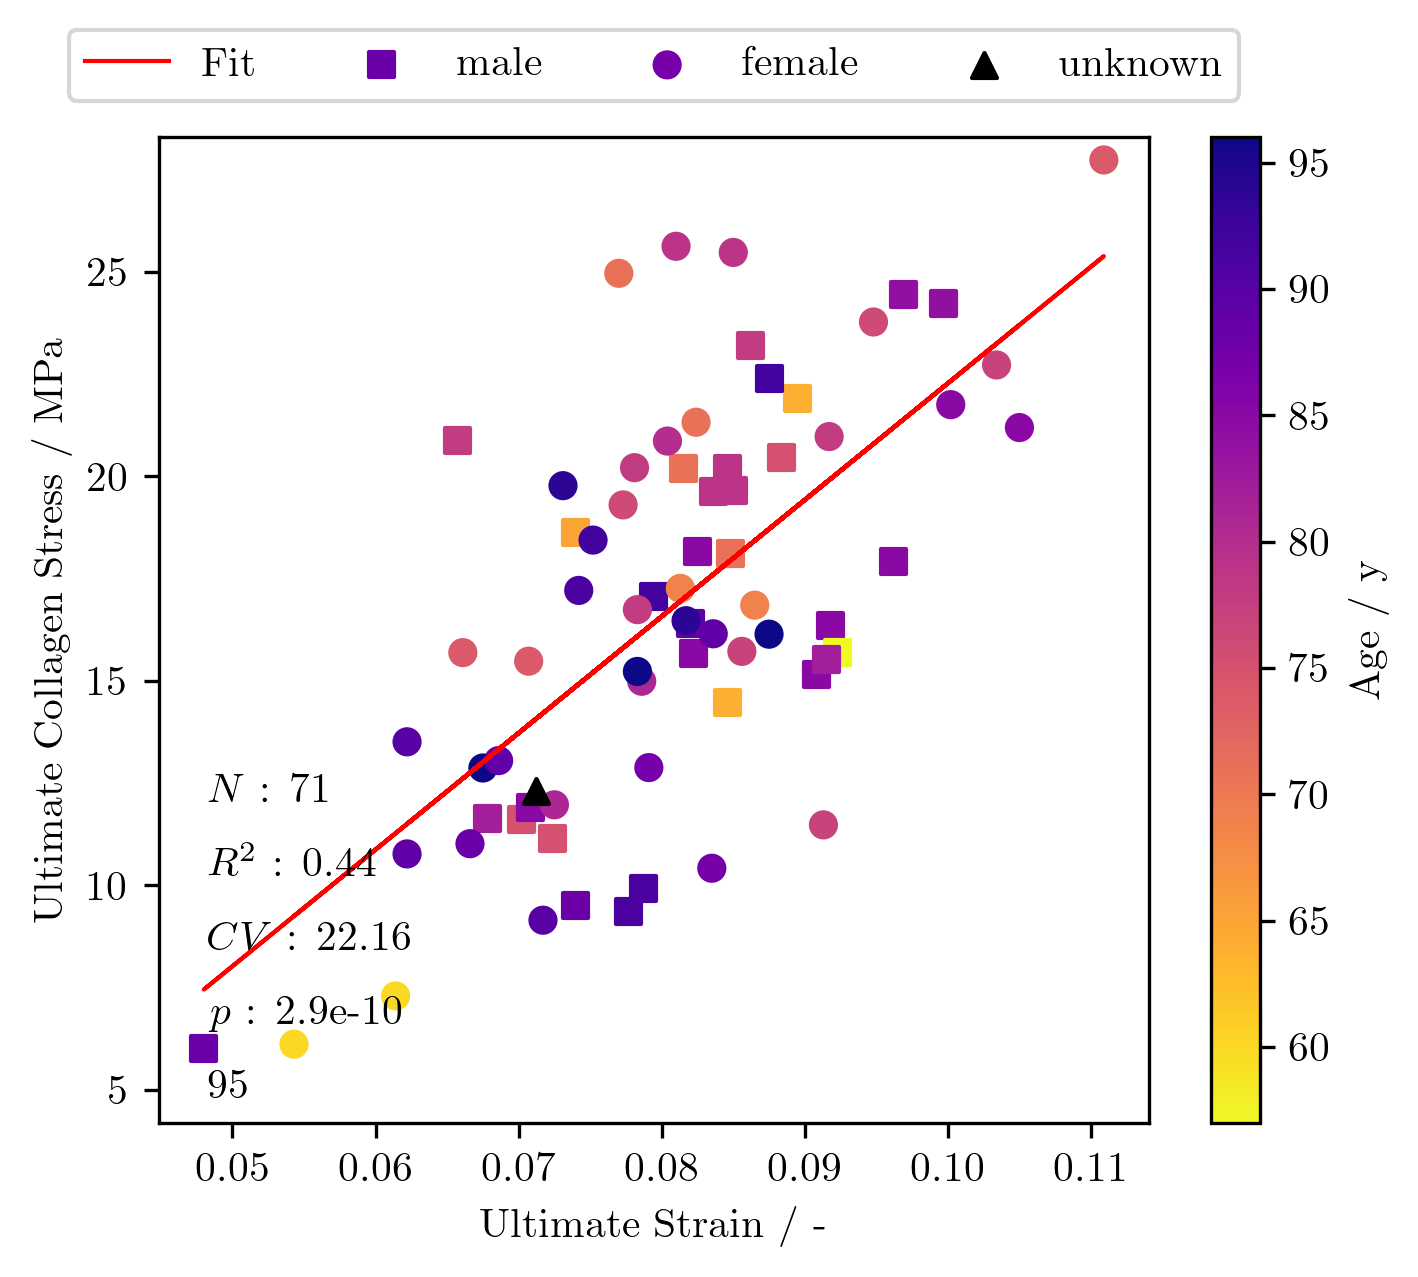 Fit male female unknown
Ultimate Collagen Stress / MPa
25
20
15
10
5
N : 71
R² : 0.44
CV : 22.16
p : 2.9e-10
95
0.05 0.06 0.07 0.08 0.09 0.10 0.11
Ultimate Strain / -
95
90
85
80
75
70
65
60
Age / y